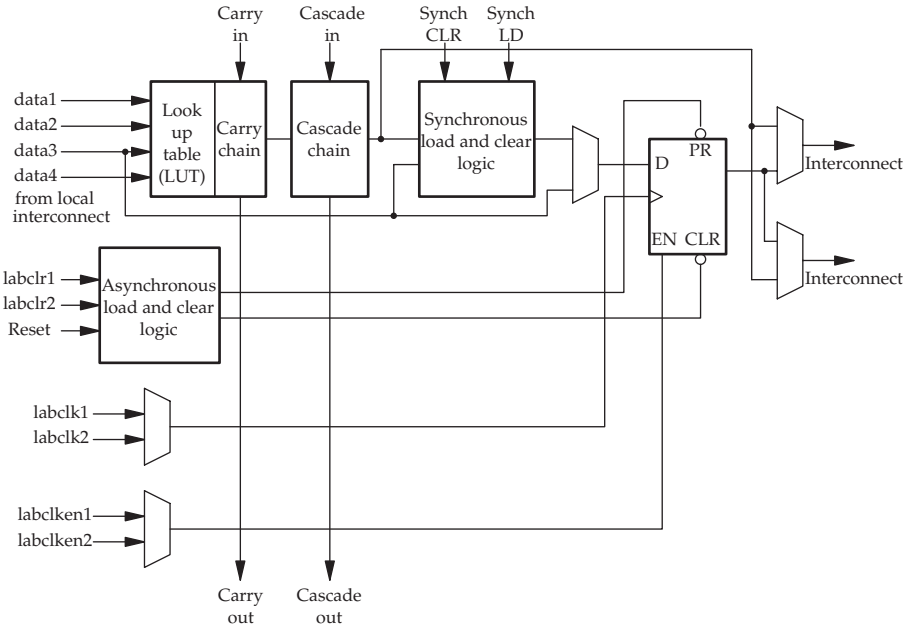 Carry
in
Cascade
in
Synch
CLR
Synch
LD
data1
data2
data3
data4
from local
interconnect
Look
up
table
(LUT)
Carry
chain
Cascade
chain
Synchronous
load and clear
logic
PR
D
EN CLR
Interconnect
Interconnect
labclr1
labclr2
Reset
Asynchronous
load and clear
logic
labclk1
labclk2
labclken1
labclken2
Carry
out
Cascade
out